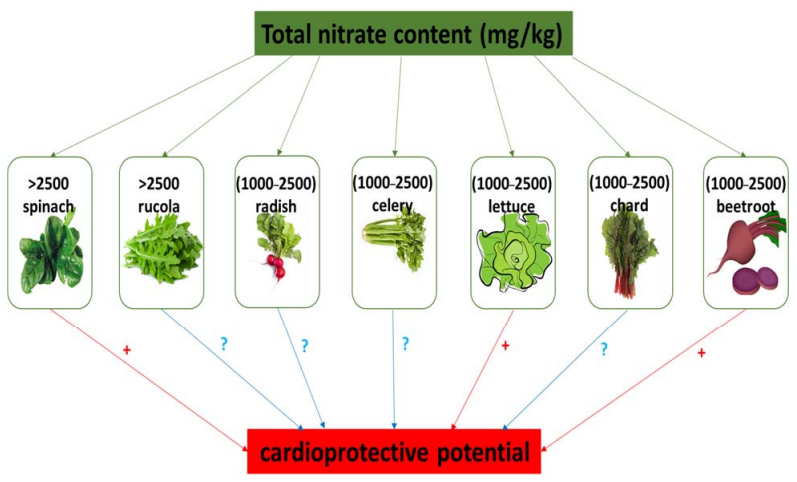 Total nitrate content (mg/kg)
>2500
spinach
>2500
rucola
(1000–2500)
radish
(1000–2500)
celery
(1000–2500)
lettuce
(1000–2500)
chard
(1000–2500)
beetroot
+
?
?
?
+
?
+
cardioprotective potential